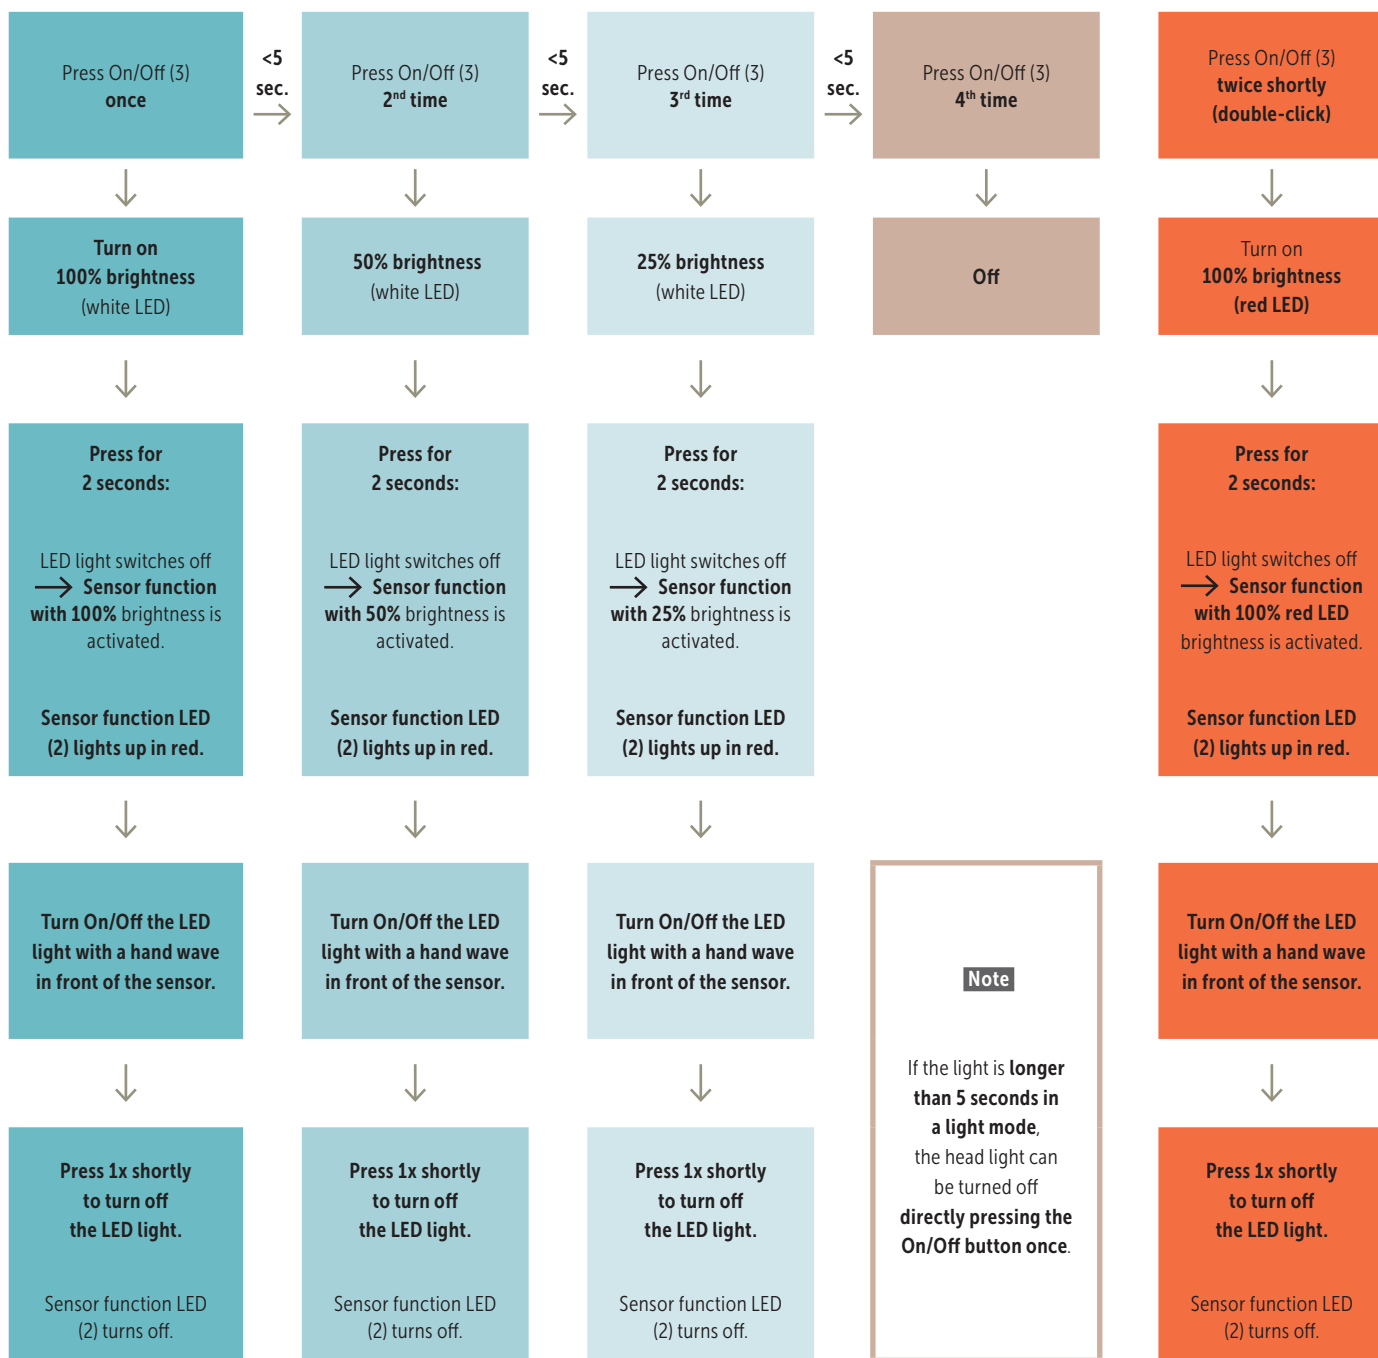 Press On/Off (3)
once
<5
sec.
Press On/Off (3)
2nd time
<5
sec.
Press On/Off (3)
3rd time
<5
sec.
Press On/Off (3)
4th time
Press On/Off (3)
twice shortly
(double-click)
Turn on
100% brightness
(white LED)
50% brightness
(white LED)
25% brightness
(white LED)
Off
Turn on
100% brightness
(red LED)
Press for
2 seconds:
LED light switches off
→ Sensor function
with 100% brightness is
activated.
Sensor function LED
(2) lights up in red.
Press for
2 seconds:
LED light switches off
→ Sensor function
with 50% brightness is
activated.
Sensor function LED
(2) lights up in red.
Press for
2 seconds:
LED light switches off
→ Sensor function
with 25% brightness is
activated.
Sensor function LED
(2) lights up in red.
Press for
2 seconds:
LED light switches off
→ Sensor function
with 100% red LED
brightness is activated.
Sensor function LED
(2) lights up in red.
Turn On/Off the LED
light with a hand wave
in front of the sensor.
Turn On/Off the LED
light with a hand wave
in front of the sensor.
Turn On/Off the LED
light with a hand wave
in front of the sensor.
Note
If the light is longer
than 5 seconds in
a light mode,
the head light can
be turned off
directly pressing the
On/Off button once.
Turn On/Off the LED
light with a hand wave
in front of the sensor.
Press 1x shortly
to turn off
the LED light.
Sensor function LED
(2) turns off.
Press 1x shortly
to turn off
the LED light.
Sensor function LED
(2) turns off.
Press 1x shortly
to turn off
the LED light.
Sensor function LED
(2) turns off.
Press 1x shortly
to turn off
the LED light.
Sensor function LED
(2) turns off.